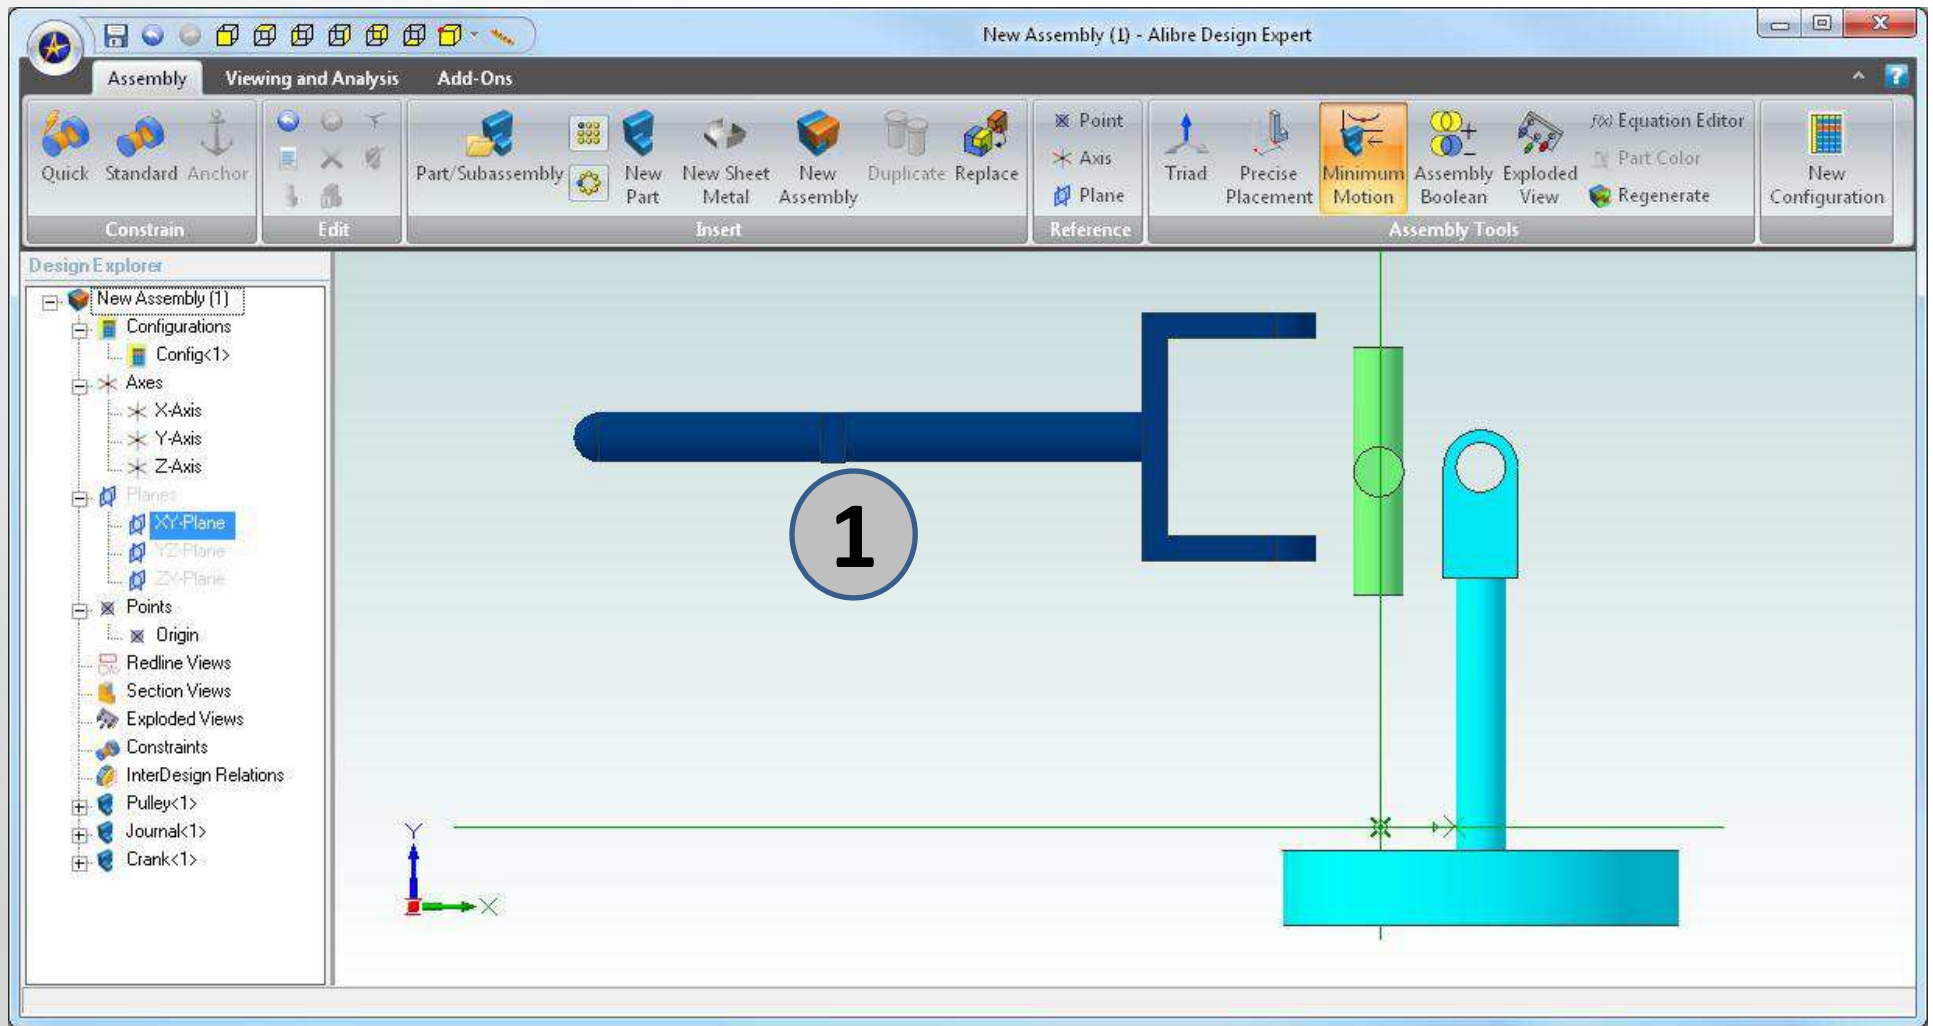 New Assembly (1) - Alibre Design Expert
Assembly Viewing and Analysis Add-Ons
Quick Standard Anchor
Constrain
Edit
Part/Subassembly New Part New Sheet Metal New Assembly Duplicate Replace
Insert
Point
Axis
Plane
Reference
Triad Precise Placement Minimum Motion Assembly Boolean Exploded View
f(x) Equation Editor
Part Color
Regenerate
Assembly Tools
New Configuration
Design Explorer
New Assembly (1)
Configurations
Config<1>
Axes
X-Axis
Y-Axis
Z-Axis
Planes
XY-Plane
YZ-Plane
ZX-Plane
Points
Origin
Redline Views
Section Views
Exploded Views
Constraints
InterDesign Relations
Pulley<1>
Journal<1>
Crank<1>
1
Y
X